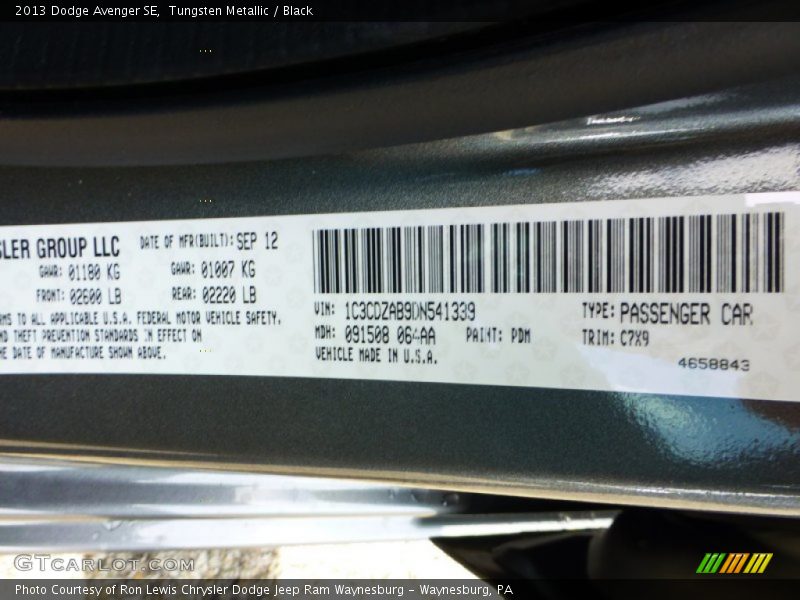 2013 Dodge Avenger SE, Tungsten Metallic / Black
SLER GROUP LLC DATE OF MFR(BUILT): SEP 12
GAWR: 01180 KG GAWR: 01007 KG
FRONT: 02600 LB REAR: 02220 LB
RMS TO ALL APPLICABLE U.S.A. FEDERAL MOTOR VEHICLE SAFETY,
ND THEFT PREVENTION STANDARDS IN EFFECT ON
HE DATE OF MANUFACTURE SHOWN ABOVE.
VIN: 1C3CDZAB9DN541339 TYPE: PASSENGER CAR
MDH: 091508 064AA PAINT: PDM TRIM: C7X9
VEHICLE MADE IN U.S.A.
4658843
GTCarLot.com
Photo Courtesy of Ron Lewis Chrysler Dodge Jeep Ram Waynesburg - Waynesburg, PA